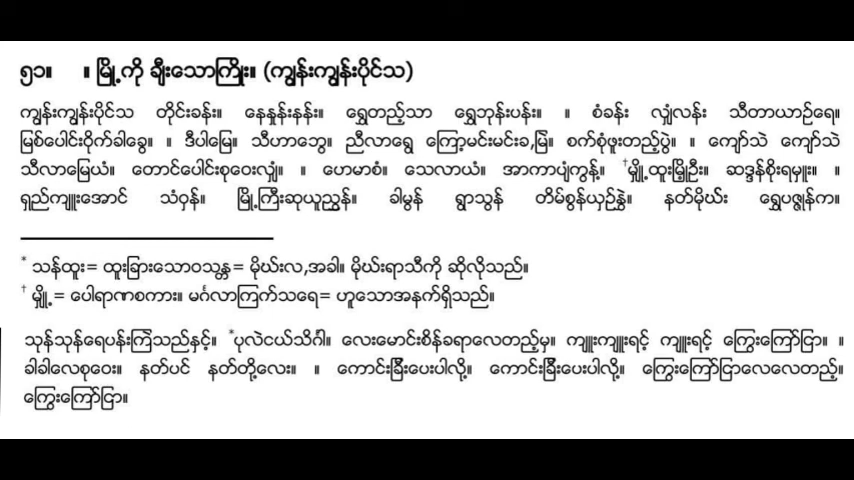 ၅၁။ ။ မြို့ကို ချီးသောကြိုး။ (ကျွန်းကျွန်းပိုင်သ)
ကျွန်းကျွန်းပိုင်သ တိုင်းခန်း။ နေနှုန်းနန်း။ ရွှေတည့်သာ ရွှေဘုန်းပန်း။ ။ စံခန်း လျှံလန်း သီတာယာဉ်ရေ။
မြစ်ပေါင်းဝိုက်ခါခွေ။ ။ ဒီပါမြေ။ သီဟာဘွေ။ ညီလာရွှေ ကြော့မင်းမင်းခ,မြဲ။ စက်စုံဖူးတည့်ပွဲ။ ။ ကျော်သဲ ကျော်သဲ
သီလာမြေယံ။ တောင်ပေါင်းစုဝေးလျှံ။ ။ ဟေမာစံ။ သေလာယံ။ အာကာပျံကွန့်။ †မျှို့ထူးမြို့ဦး။ ဆဒ္ဒန်စိုးရမှူး။ ။
ရှည်ကျူးအောင် သံဝှန်။ မြို့ကြီးဆုယူညွှန်။ ခါမွန် ရွာသွန် တိမ်စွန်ယှဉ်နွှဲ။ နတ်မိုဃ်း ရွှေပဇ္ဇုန်က။
* သန်ထူး= ထူးခြားသောဝသန္တ= မိုဃ်းလ,အခါ။ မိုဃ်းရာသီကို ဆိုလိုသည်။
† မျှို့= ပေါရာဏစကား။ မင်္ဂလာကြက်သရေ= ဟူသောအနက်ရှိသည်။
သုန်သုန်ရေပန်းကြဲသည်နှင့်။ *ပုလဲငယ်သိင်္ဂါ။ လေးမောင်းစိန်ခရာလေတည့်မှ။ ကျူးကျူးရင့် ကျူးရင့် ကြွေးကြော်ငြာ။ ။
ခါခါလေစုဝေး။ နတ်ပင် နတ်တို့လေး။ ။ ကောင်းခြီးပေးပါလို့။ ကောင်းခြီးပေးပါလို့။ ကြွေးကြော်ငြာလေလေတည့်။
ကြွေးကြော်ငြာ။